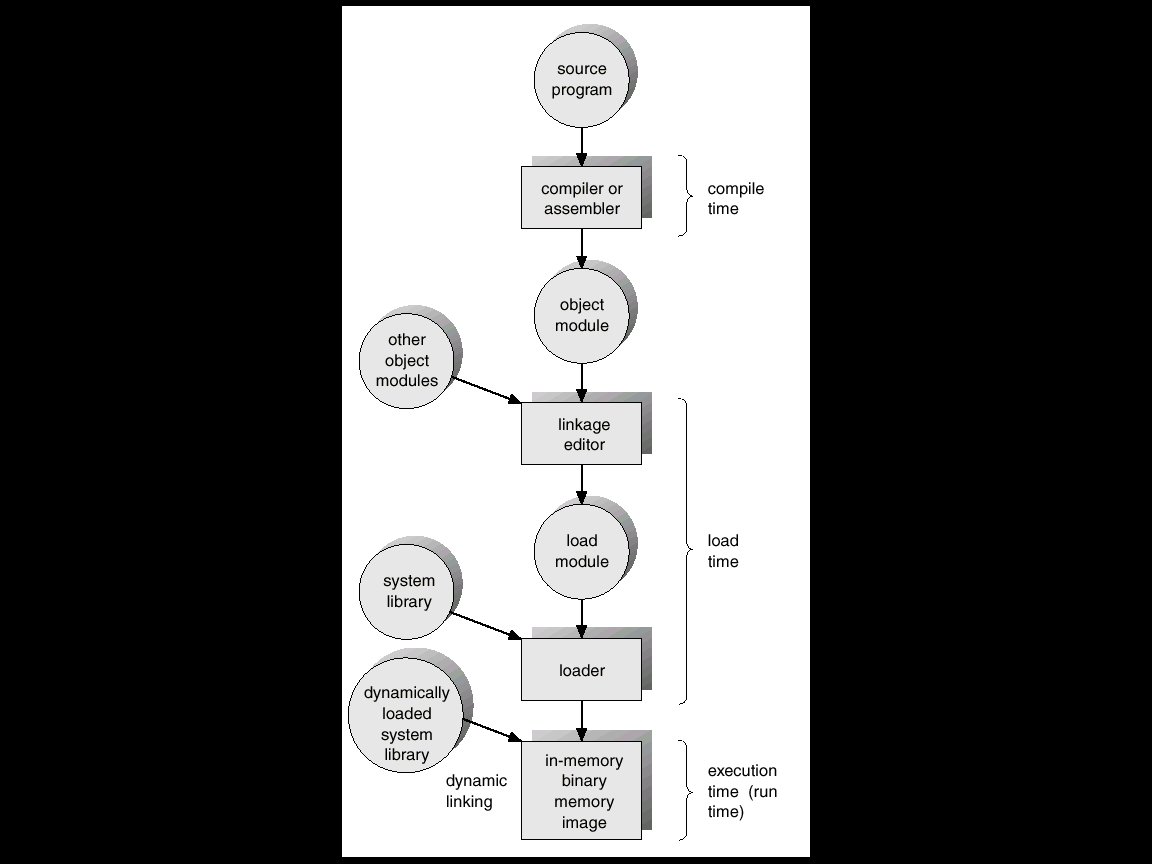 source
program
compiler or
assembler
compile
time
object
module
other
object
modules
linkage
editor
load
module
load
time
system
library
loader
dynamically
loaded
system
library
dynamic
linking
in-memory
binary
memory
image
execution
time (run
time)